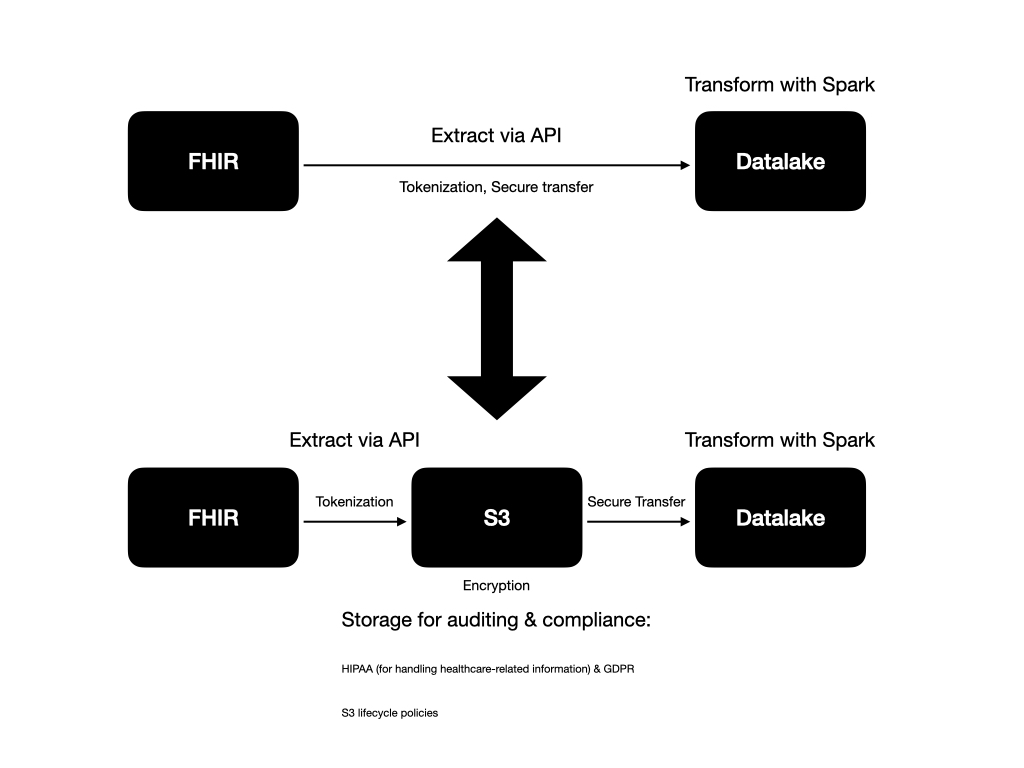 Transform with Spark
FHIR
Extract via API
Tokenization, Secure transfer
Datalake
Extract via API
Transform with Spark
FHIR
Tokenization
S3
Secure Transfer
Datalake
Encryption
Storage for auditing & compliance:
HIPAA (for handling healthcare-related information) & GDPR
S3 lifecycle policies